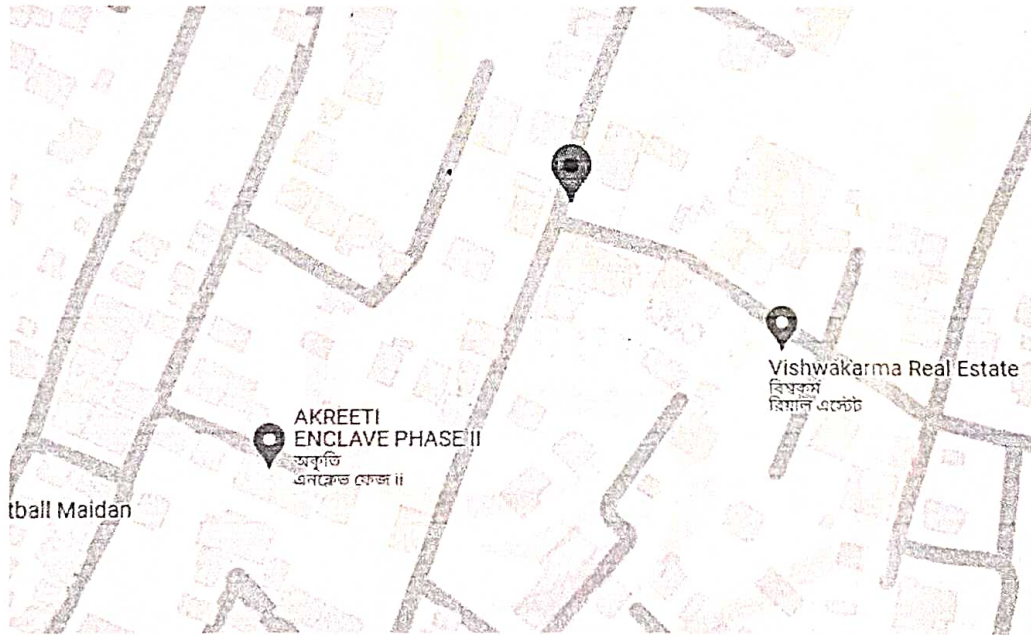 Vishwakarma Real Estate
বিশ্বকর্ম
রিয়াল এস্টেট
AKREETI
ENCLAVE PHASE II
অকৃতি
এনক্লেভ ফেজ ii
tball Maidan